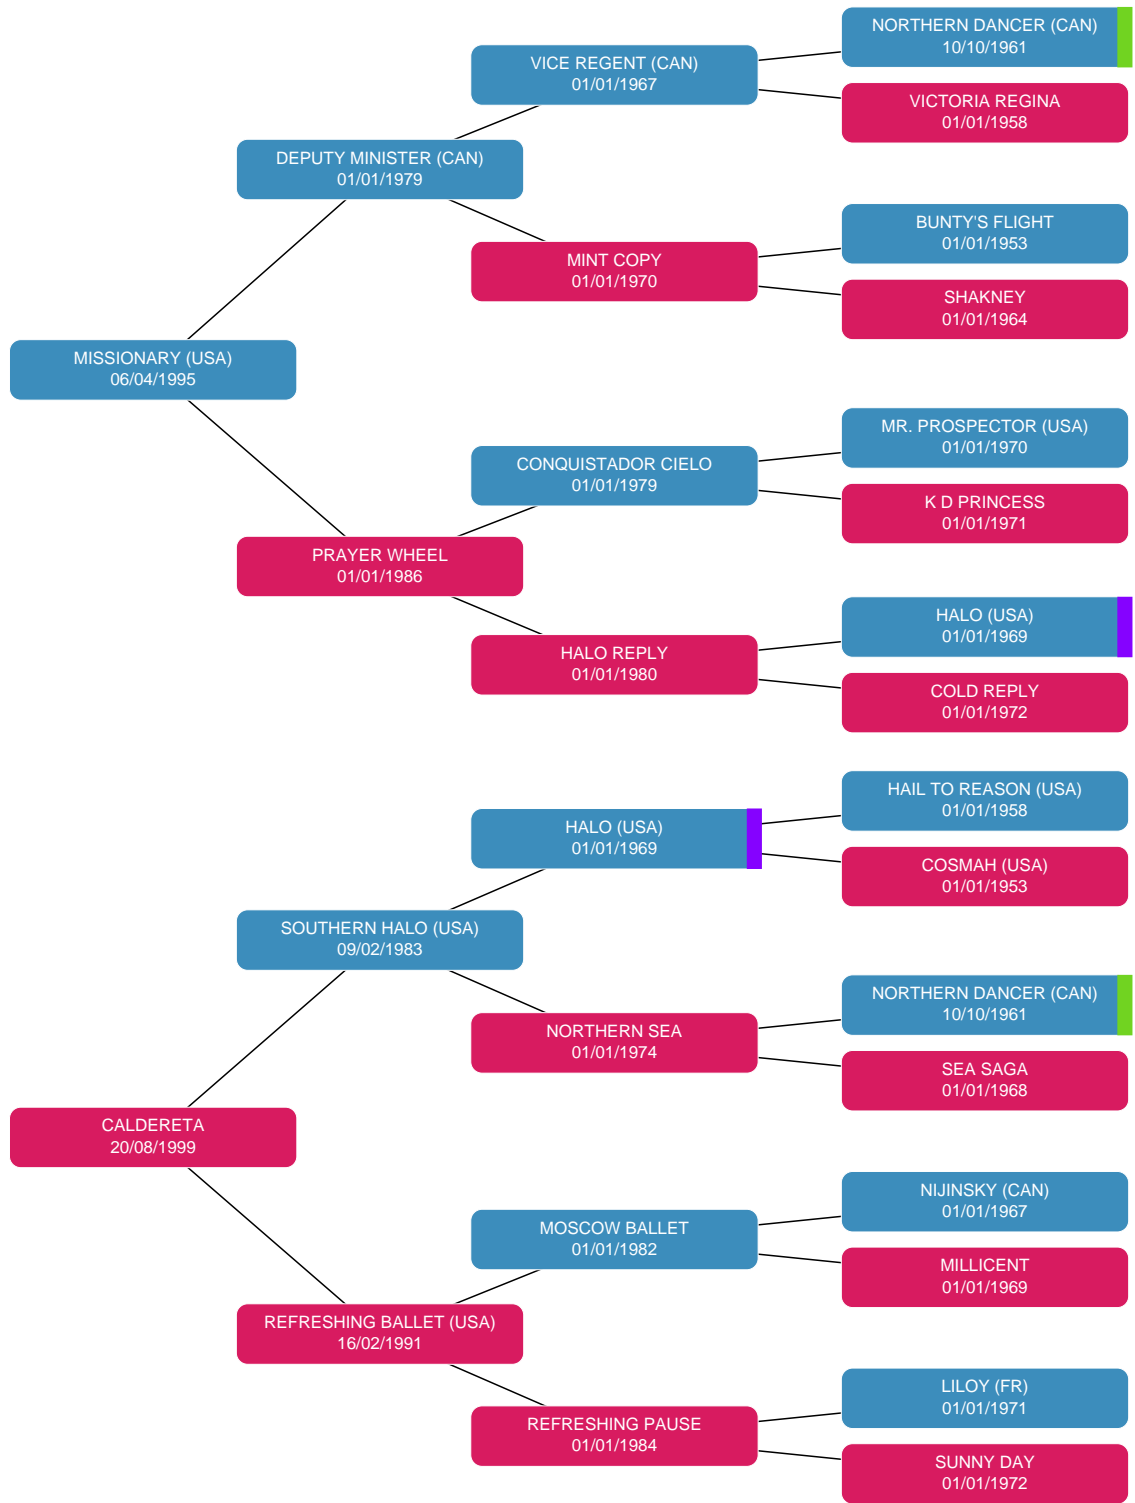 NORTHERN DANCER (CAN)
10/10/1961
VICE REGENT (CAN)
01/01/1967
VICTORIA REGINA
01/01/1958
DEPUTY MINISTER (CAN)
01/01/1979
BUNTY'S FLIGHT
01/01/1953
MINT COPY
01/01/1970
SHAKNEY
01/01/1964
MISSIONARY (USA)
06/04/1995
MR. PROSPECTOR (USA)
01/01/1970
CONQUISTADOR CIELO
01/01/1979
K D PRINCESS
01/01/1971
PRAYER WHEEL
01/01/1986
HALO (USA)
01/01/1969
HALO REPLY
01/01/1980
COLD REPLY
01/01/1972
HAIL TO REASON (USA)
01/01/1958
HALO (USA)
01/01/1969
COSMAH (USA)
01/01/1953
SOUTHERN HALO (USA)
09/02/1983
NORTHERN DANCER (CAN)
10/10/1961
NORTHERN SEA
01/01/1974
SEA SAGA
01/01/1968
CALDERETA
20/08/1999
NIJINSKY (CAN)
01/01/1967
MOSCOW BALLET
01/01/1982
MILLICENT
01/01/1969
REFRESHING BALLET (USA)
16/02/1991
LILOY (FR)
01/01/1971
REFRESHING PAUSE
01/01/1984
SUNNY DAY
01/01/1972